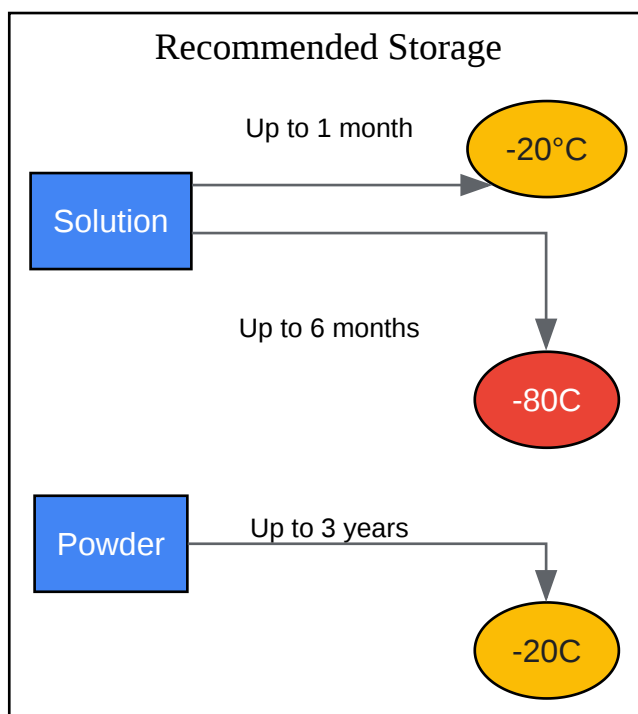 Recommended Storage
Up to 1 month
-20°C
Solution
Up to 6 months
-80C
Powder
Up to 3 years
-20C